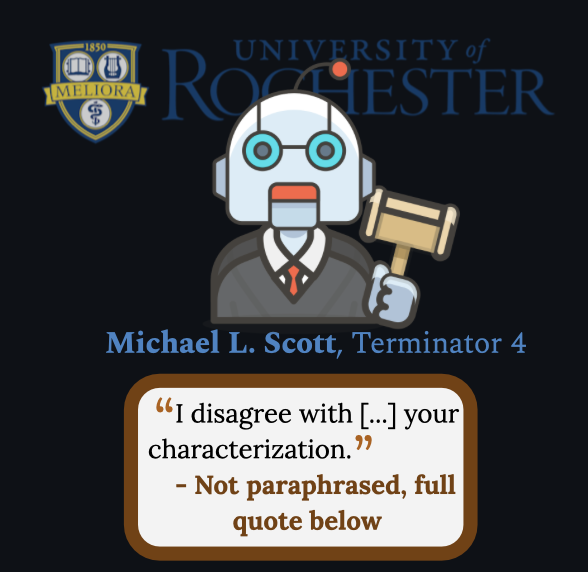 1850
MELIORA
UNIVERSITY of
ROCHESTER
Michael L. Scott, Terminator 4
“I disagree with [...] your
characterization.”
- Not paraphrased, full
quote below